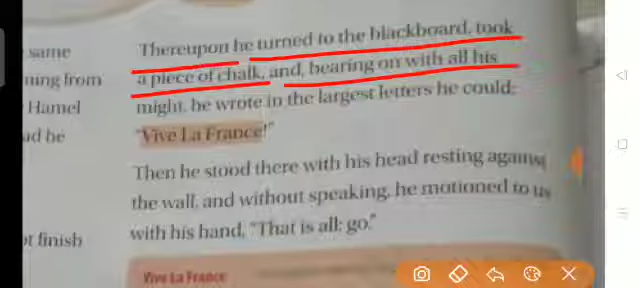 same
Thereupon he turned to the blackboard, took
ning from
a piece of chalk, and, bearing on with all his
Hamel
might, he wrote in the largest letters he could:
ad he
"Vive La France!"
Then he stood there with his head resting against
the wall, and without speaking, he motioned to us
ot finish
with his hand, "That is all: go."
Vive La France